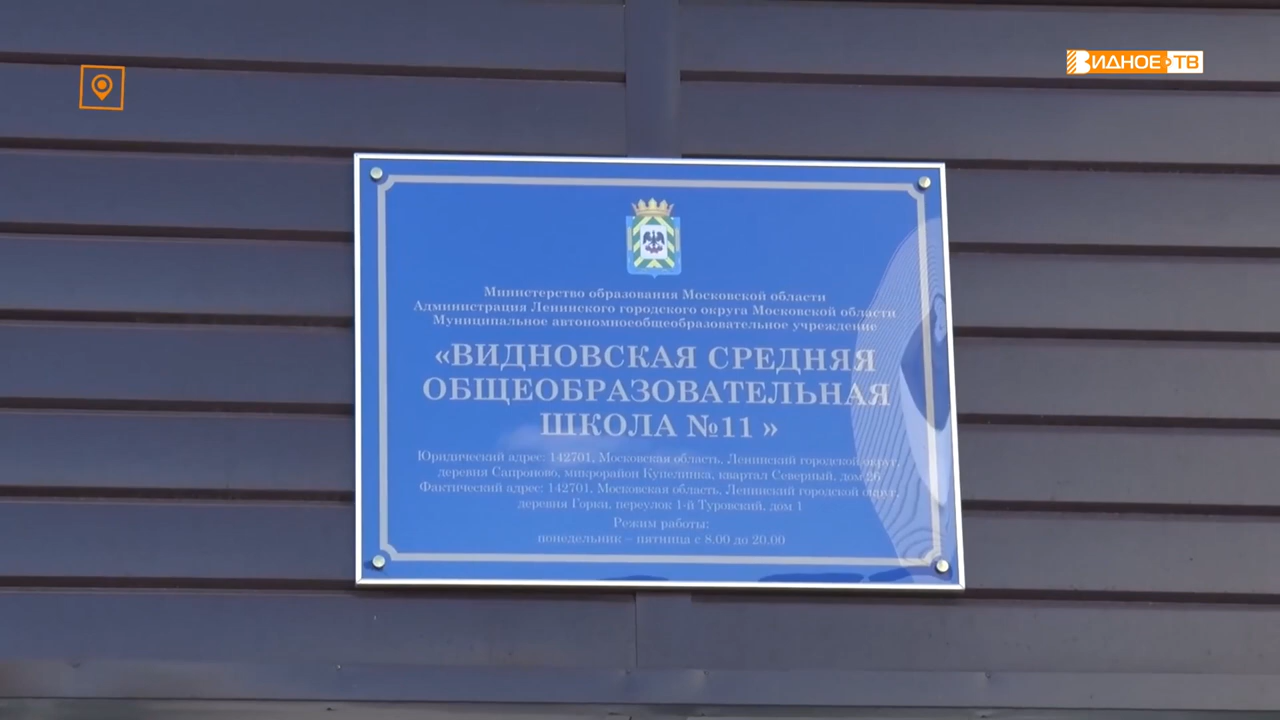 ВИДНОЕ ТВ
Министерство образования Московской области
Администрация Ленинского городского округа Московской области
Муниципальное автономноеобщеобразовательное учреждение
«ВИДНОВСКАЯ СРЕДНЯЯ
ОБЩЕОБРАЗОВАТЕЛЬНАЯ
ШКОЛА №11 »
Юридический адрес: 142701, Московская область, Ленинский городской округ,
деревня Сапроново, микрорайон Купелинка, квартал Северный, дом 26
Фактический адрес: 142701, Московская область, Ленинский городской округ,
деревня Горки, переулок 1-й Туровский, дом 1
Режим работы:
понедельник – пятница с 8.00 до 20.00